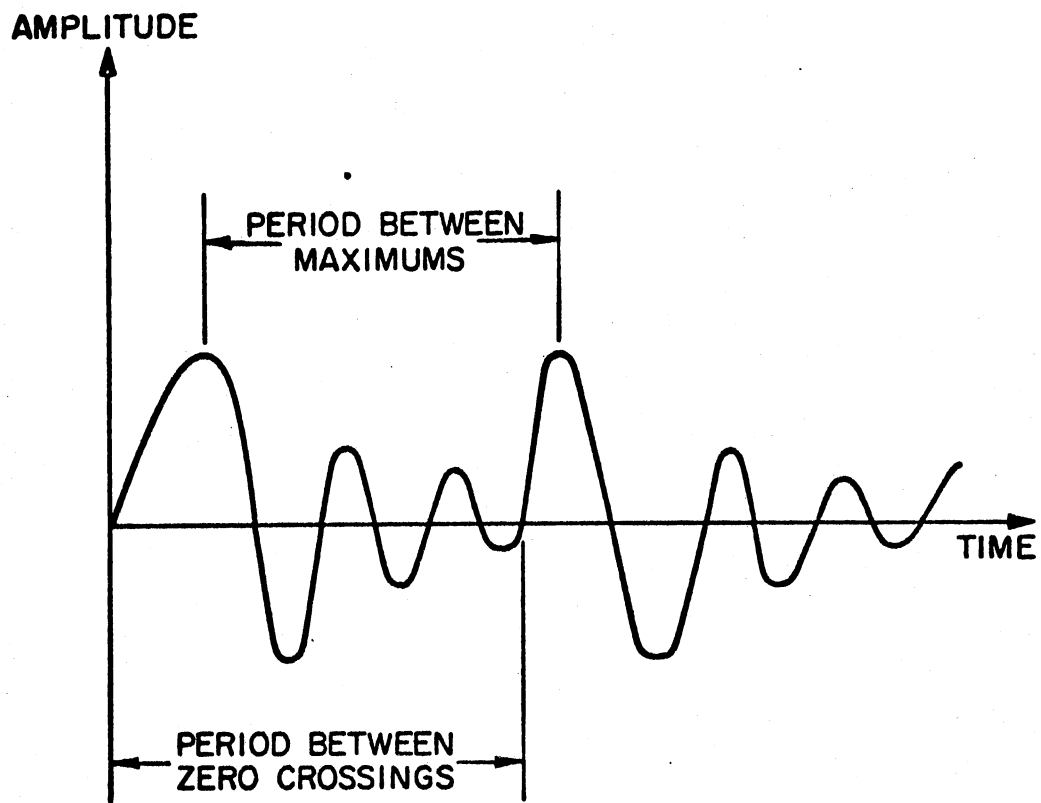 AMPLITUDE
PERIOD BETWEEN
MAXIMUMS
TIME
PERIOD BETWEEN
ZERO CROSSINGS